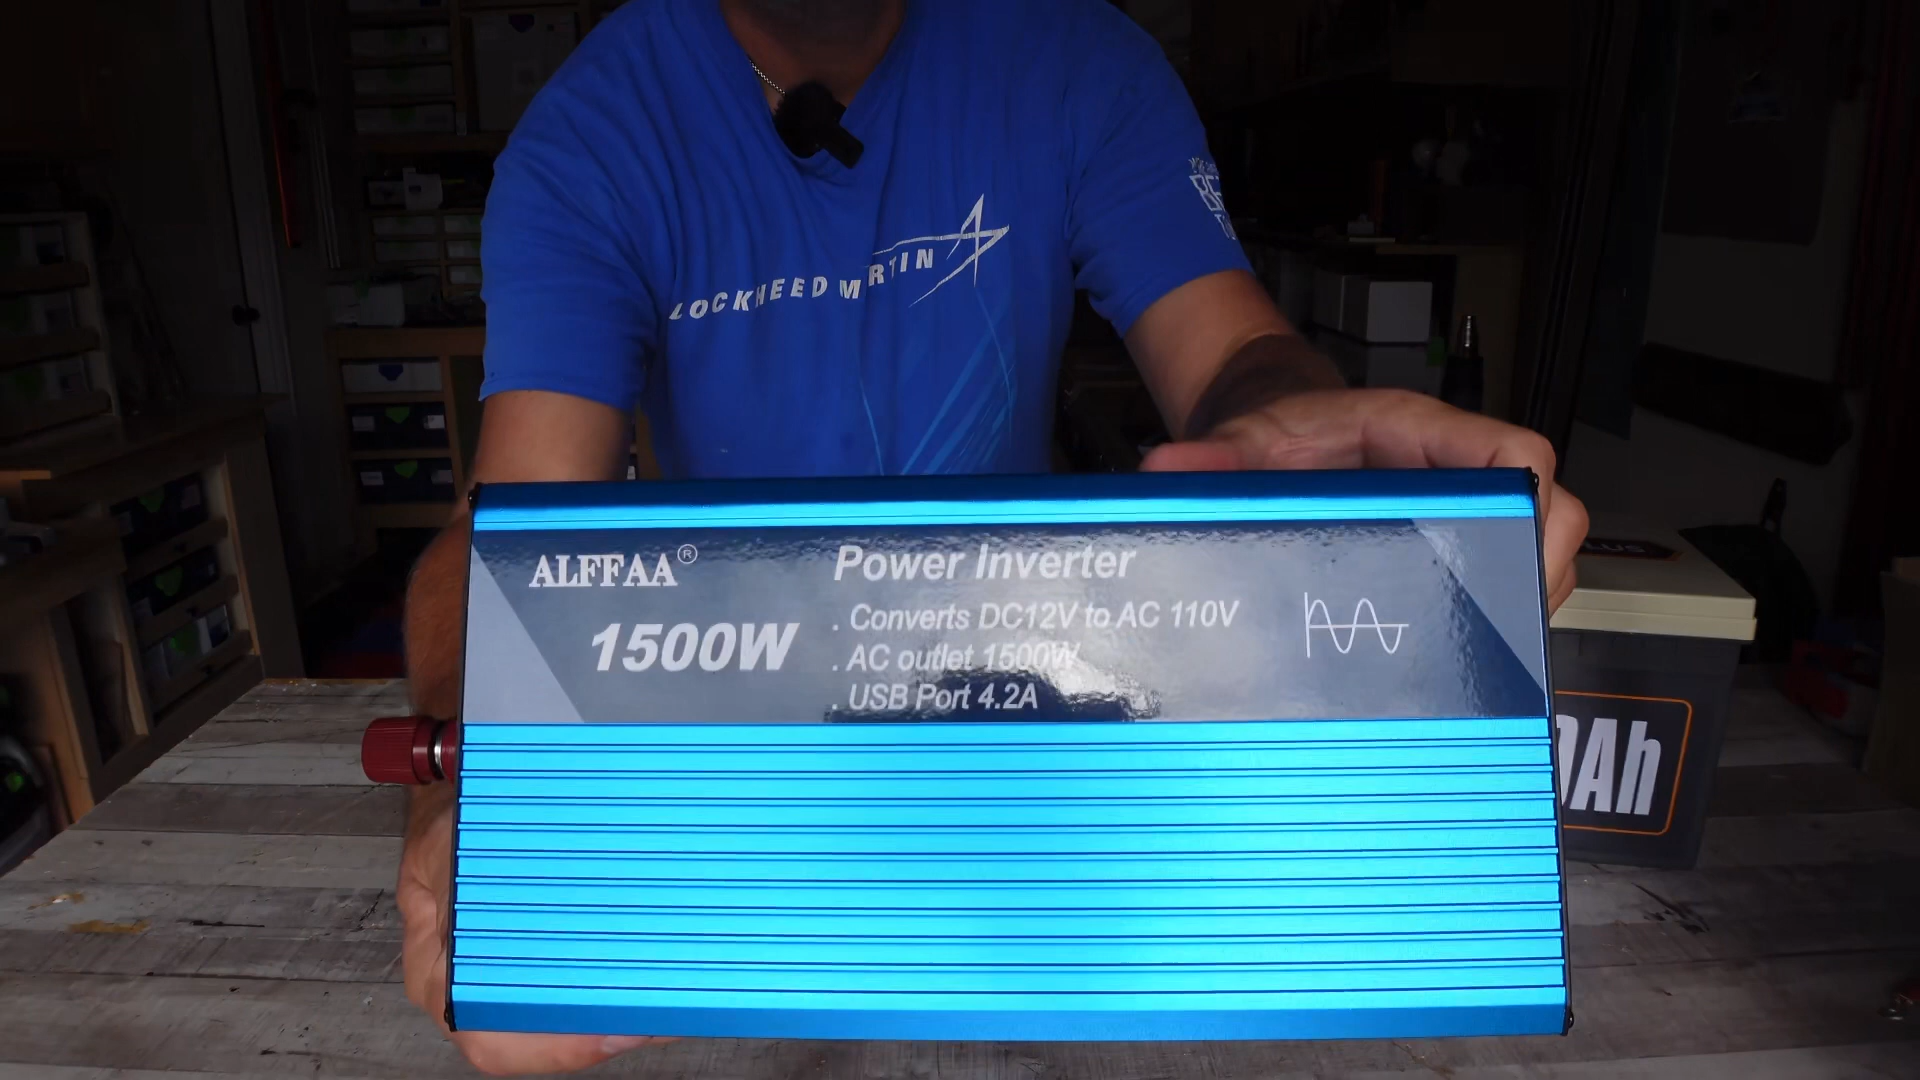 LOCKHEED MARTIN
ALFFAA®
1500W
Power Inverter
. Converts DC12V to AC 110V
. AC outlet 1500W
. USB Port 4.2A
LUS
0Ah